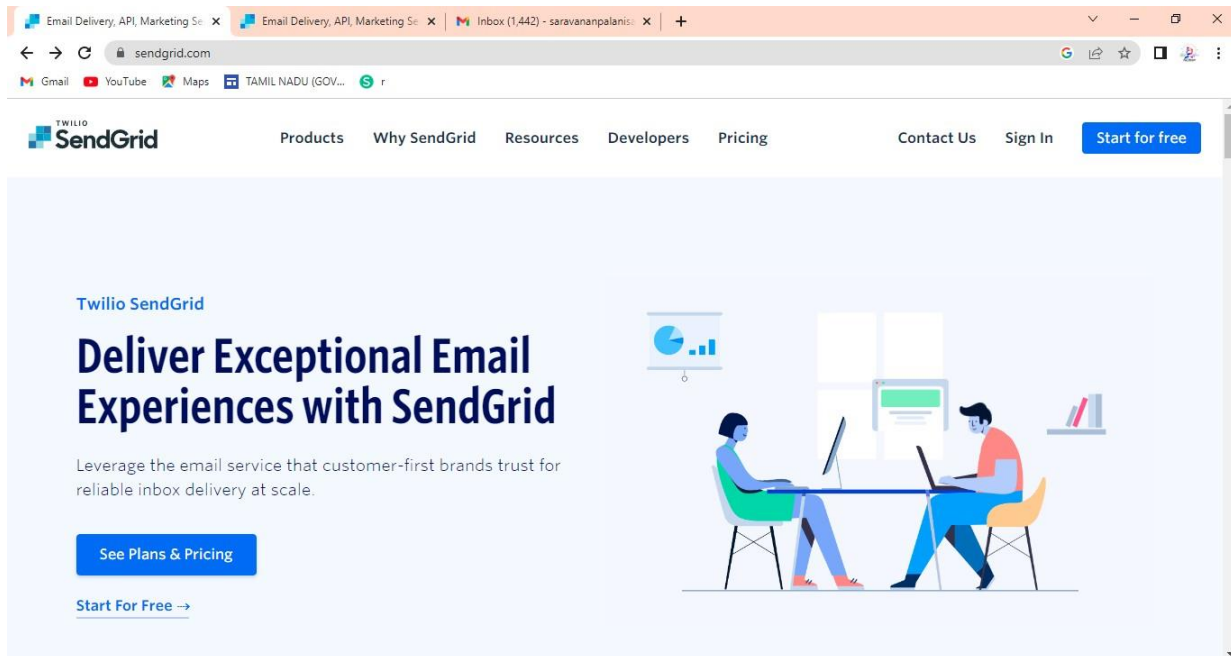 Email Delivery, API, Marketing Se
Email Delivery, API, Marketing Se
Inbox (1,442) - saravananpalanis
sendgrid.com
Gmail YouTube Maps TAMIL NADU (GOV... r
TWILIO
SendGrid
Products Why SendGrid Resources Developers Pricing Contact Us Sign In Start for free
Twilio SendGrid
Deliver Exceptional Email
Experiences with SendGrid
Leverage the email service that customer-first brands trust for
reliable inbox delivery at scale.
See Plans & Pricing
Start For Free →